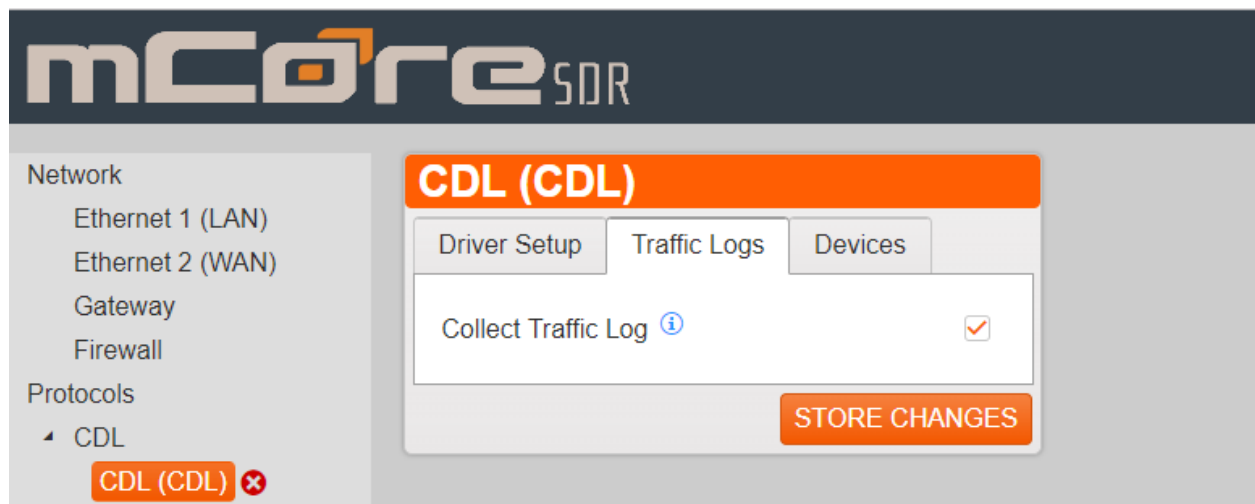 mCore SDR
Network
Ethernet 1 (LAN)
Ethernet 2 (WAN)
Gateway
Firewall
Protocols
CDL
CDL (CDL)
CDL (CDL)
Driver Setup Traffic Logs Devices
Collect Traffic Log
STORE CHANGES